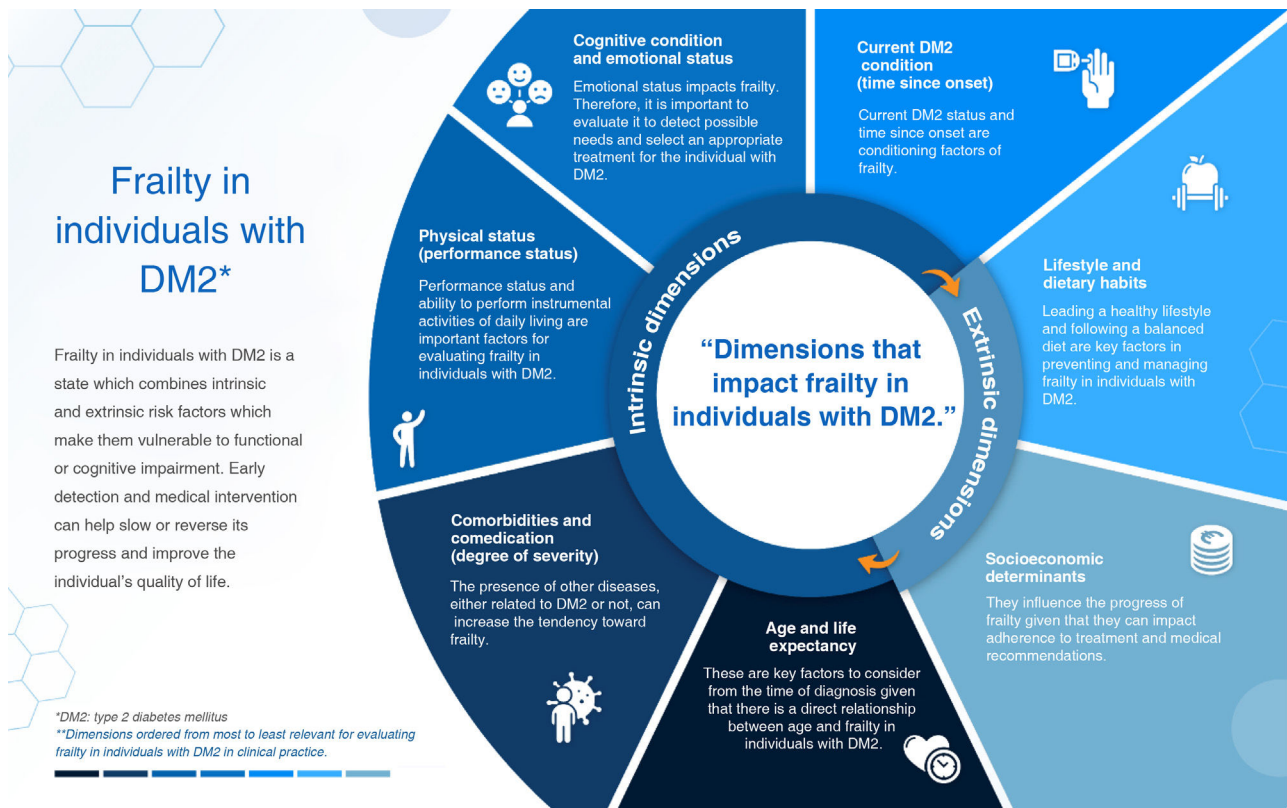 Frailty in
individuals with
DM2*
Frailty in individuals with DM2 is a
state which combines intrinsic
and extrinsic risk factors which
make them vulnerable to functional
or cognitive impairment. Early
detection and medical intervention
can help slow or reverse its
progress and improve the
individual’s quality of life.
*DM2: type 2 diabetes mellitus
**Dimensions ordered from most to least relevant for evaluating
frailty in individuals with DM2 in clinical practice.
Cognitive condition
and emotional status
Emotional status impacts frailty.
Therefore, it is important to
evaluate it to detect possible
needs and select an appropriate
treatment for the individual with
DM2.
Current DM2
condition
(time since onset)
Current DM2 status and
time since onset are
conditioning factors of
frailty.
Physical status
(performance status)
Performance status and
ability to perform instrumental
activities of daily living are
important factors for
evaluating frailty in
individuals with DM2.
Lifestyle and
dietary habits
Leading a healthy lifestyle
and following a balanced
diet are key factors in
preventing and managing
frailty in individuals with
DM2.
Intrinsic dimensions
Extrinsic dimensions
“Dimensions that
impact frailty in
individuals with DM2.”
Comorbidities and
comedication
(degree of severity)
The presence of other diseases,
either related to DM2 or not, can
increase the tendency toward
frailty.
Age and life
expectancy
These are key factors to consider
from the time of diagnosis given
that there is a direct relationship
between age and frailty in
individuals with DM2.
€
Socioeconomic
determinants
They influence the progress of
frailty given that they can impact
adherence to treatment and medical
recommendations.